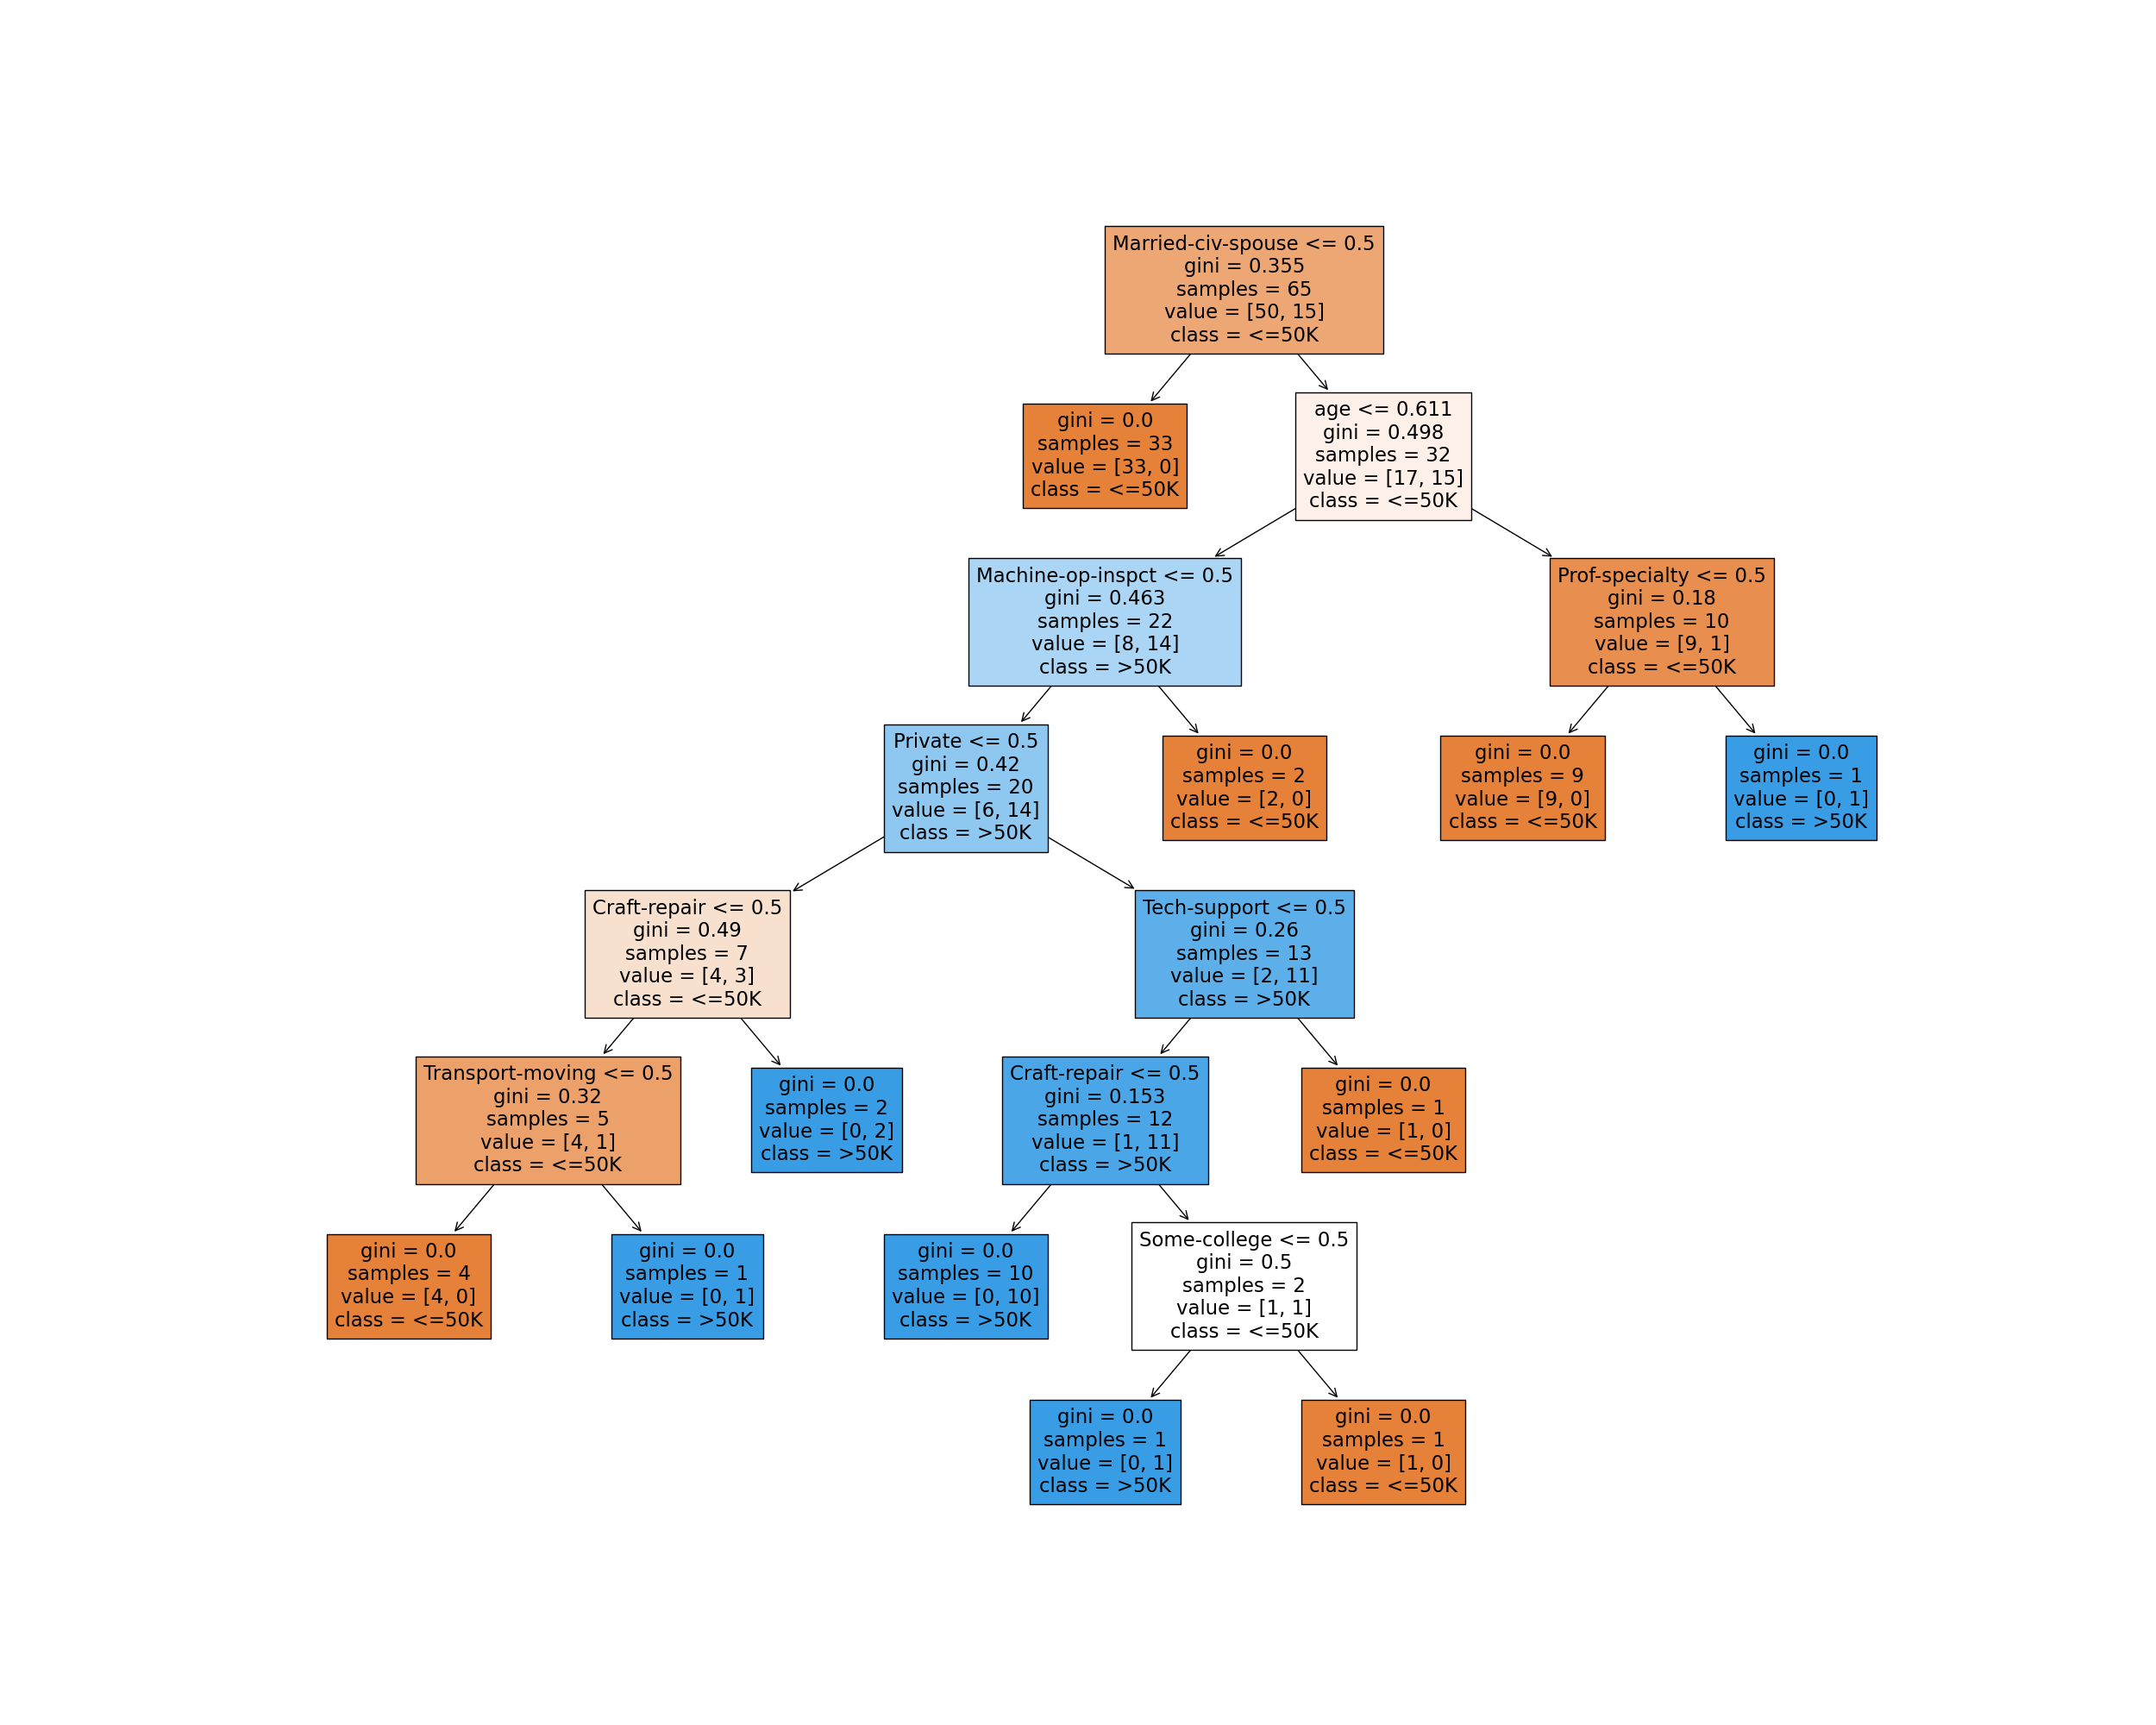 Married-civ-spouse <= 0.5
gini = 0.355
samples = 65
value = [50, 15]
class = <=50K
gini = 0.0
samples = 33
value = [33, 0]
class = <=50K
age <= 0.611
gini = 0.498
samples = 32
value = [17, 15]
class = <=50K
Machine-op-inspct <= 0.5
gini = 0.463
samples = 22
value = [8, 14]
class = >50K
Prof-specialty <= 0.5
gini = 0.18
samples = 10
value = [9, 1]
class = <=50K
Private <= 0.5
gini = 0.42
samples = 20
value = [6, 14]
class = >50K
gini = 0.0
samples = 2
value = [2, 0]
class = <=50K
gini = 0.0
samples = 9
value = [9, 0]
class = <=50K
gini = 0.0
samples = 1
value = [0, 1]
class = >50K
Craft-repair <= 0.5
gini = 0.49
samples = 7
value = [4, 3]
class = <=50K
Tech-support <= 0.5
gini = 0.26
samples = 13
value = [2, 11]
class = >50K
Transport-moving <= 0.5
gini = 0.32
samples = 5
value = [4, 1]
class = <=50K
gini = 0.0
samples = 2
value = [0, 2]
class = >50K
Craft-repair <= 0.5
gini = 0.153
samples = 12
value = [1, 11]
class = >50K
gini = 0.0
samples = 1
value = [1, 0]
class = <=50K
gini = 0.0
samples = 4
value = [4, 0]
class = <=50K
gini = 0.0
samples = 1
value = [0, 1]
class = >50K
gini = 0.0
samples = 10
value = [0, 10]
class = >50K
Some-college <= 0.5
gini = 0.5
samples = 2
value = [1, 1]
class = <=50K
gini = 0.0
samples = 1
value = [0, 1]
class = >50K
gini = 0.0
samples = 1
value = [1, 0]
class = <=50K